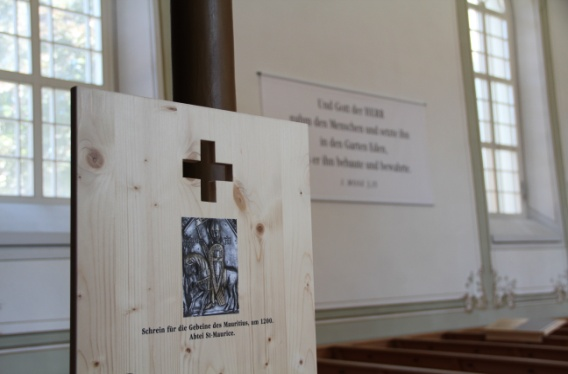 Und Gott der HERR
nahm den Menschen und setzte ihn
in den Garten Eden,
er ihn bebaute und bewahrte.
Schrein für die Gebeine des Mauritius, um 1200.
Abtei St-Maurice.